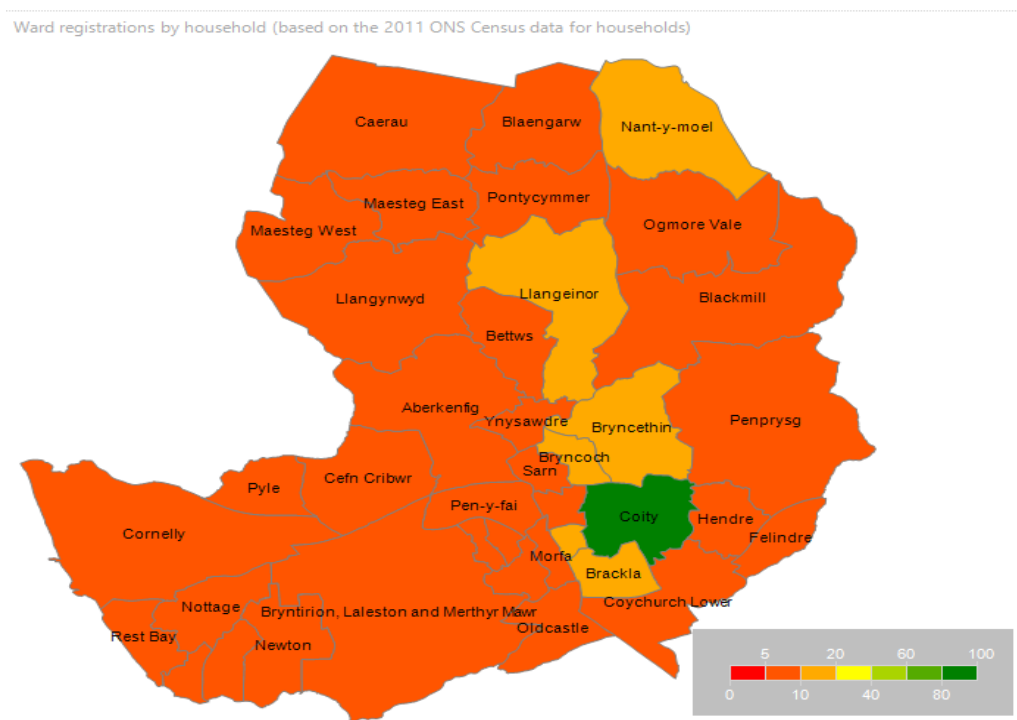 Ward registrations by household (based on the 2011 ONS Census data for households)
Caerau
Blaengarw
Nant-y-moel
Maesteg East
Pontycymmer
Maesteg West
Ogmore Vale
Llangeinor
Llangynwyd
Blackmill
Bettws
Aberkenfig
Ynysawdre
Bryncethin
Penprysg
Bryncoch
Sarn
Cefn Cribwr
Pyle
Pen-y-fai
Coity
Hendre
Cornelly
Felindre
Morfa
Brackla
Nottage
Bryntirion, Laleston and Merthyr Mawr
Coychurch Lower
Rest Bay
Oldcastle
Newton
5 20 60 100
0 10 40 80